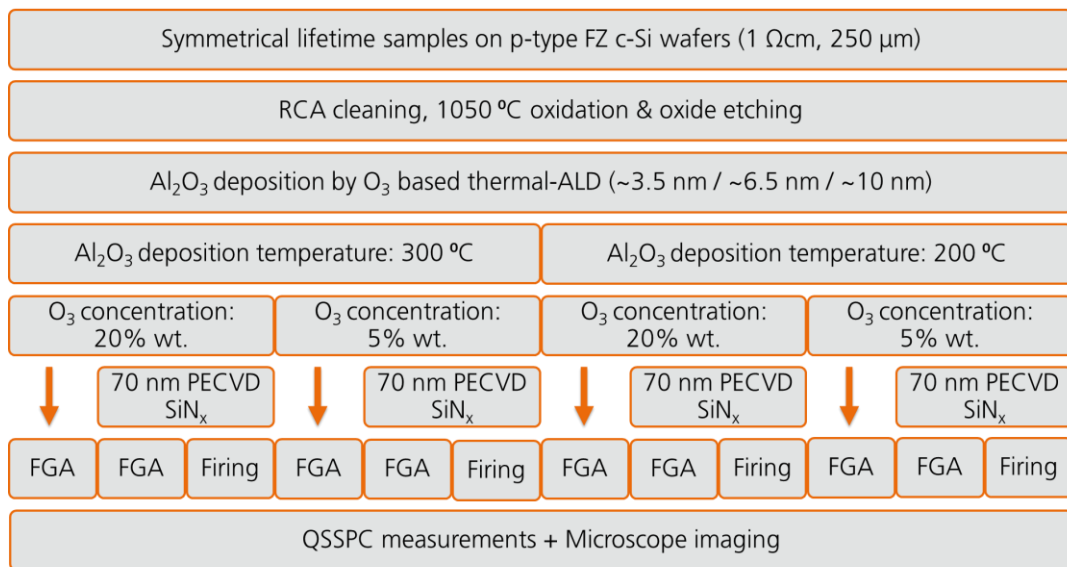 Symmetrical lifetime samples on p-type FZ c-Si wafers (1 Ωcm, 250 µm)
RCA cleaning, 1050 ºC oxidation & oxide etching
Al₂O₃ deposition by O₃ based thermal-ALD (~3.5 nm / ~6.5 nm / ~10 nm)
Al₂O₃ deposition temperature: 300 ºC
Al₂O₃ deposition temperature: 200 ºC
O₃ concentration:
20% wt.
O₃ concentration:
5% wt.
O₃ concentration:
20% wt.
O₃ concentration:
5% wt.
70 nm PECVD
SiNₓ
70 nm PECVD
SiNₓ
70 nm PECVD
SiNₓ
70 nm PECVD
SiNₓ
FGA
FGA
Firing
FGA
FGA
Firing
FGA
FGA
Firing
FGA
FGA
Firing
QSSPC measurements + Microscope imaging